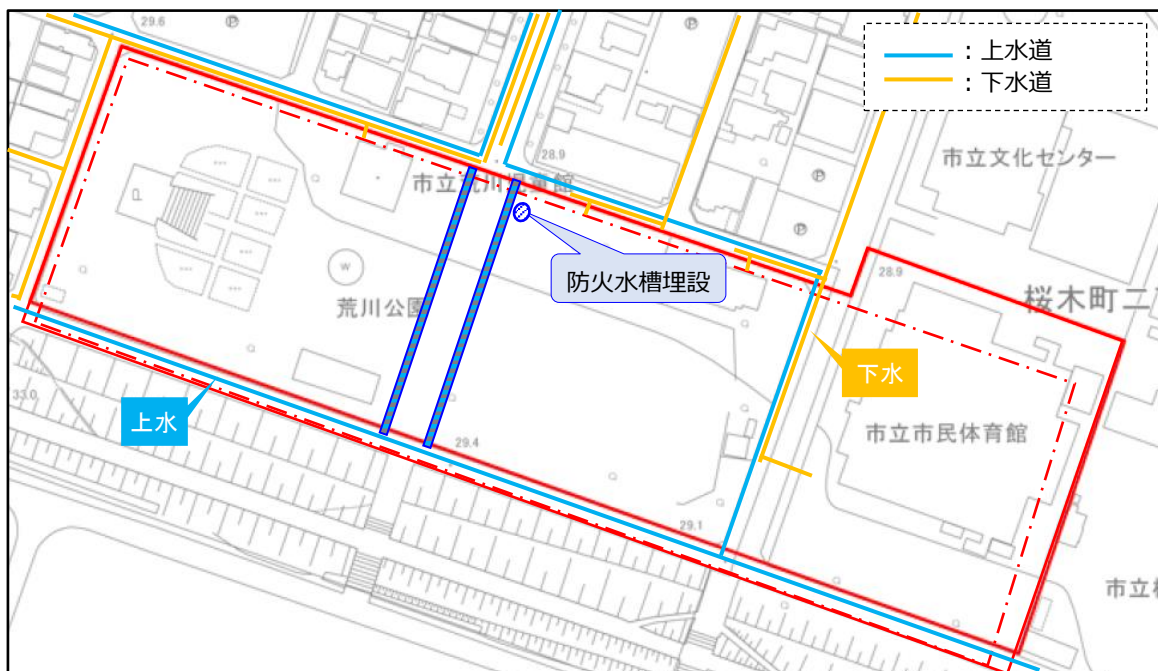 29.6
P
P
：上水道
：下水道
28.9
市立文化センター
P
市立荒川児童館
P
防火水槽埋設
28.9
W
荒川公園
桜木町二
下水
33.0
上水
29.4
市立市民体育館
29.1
市立桜